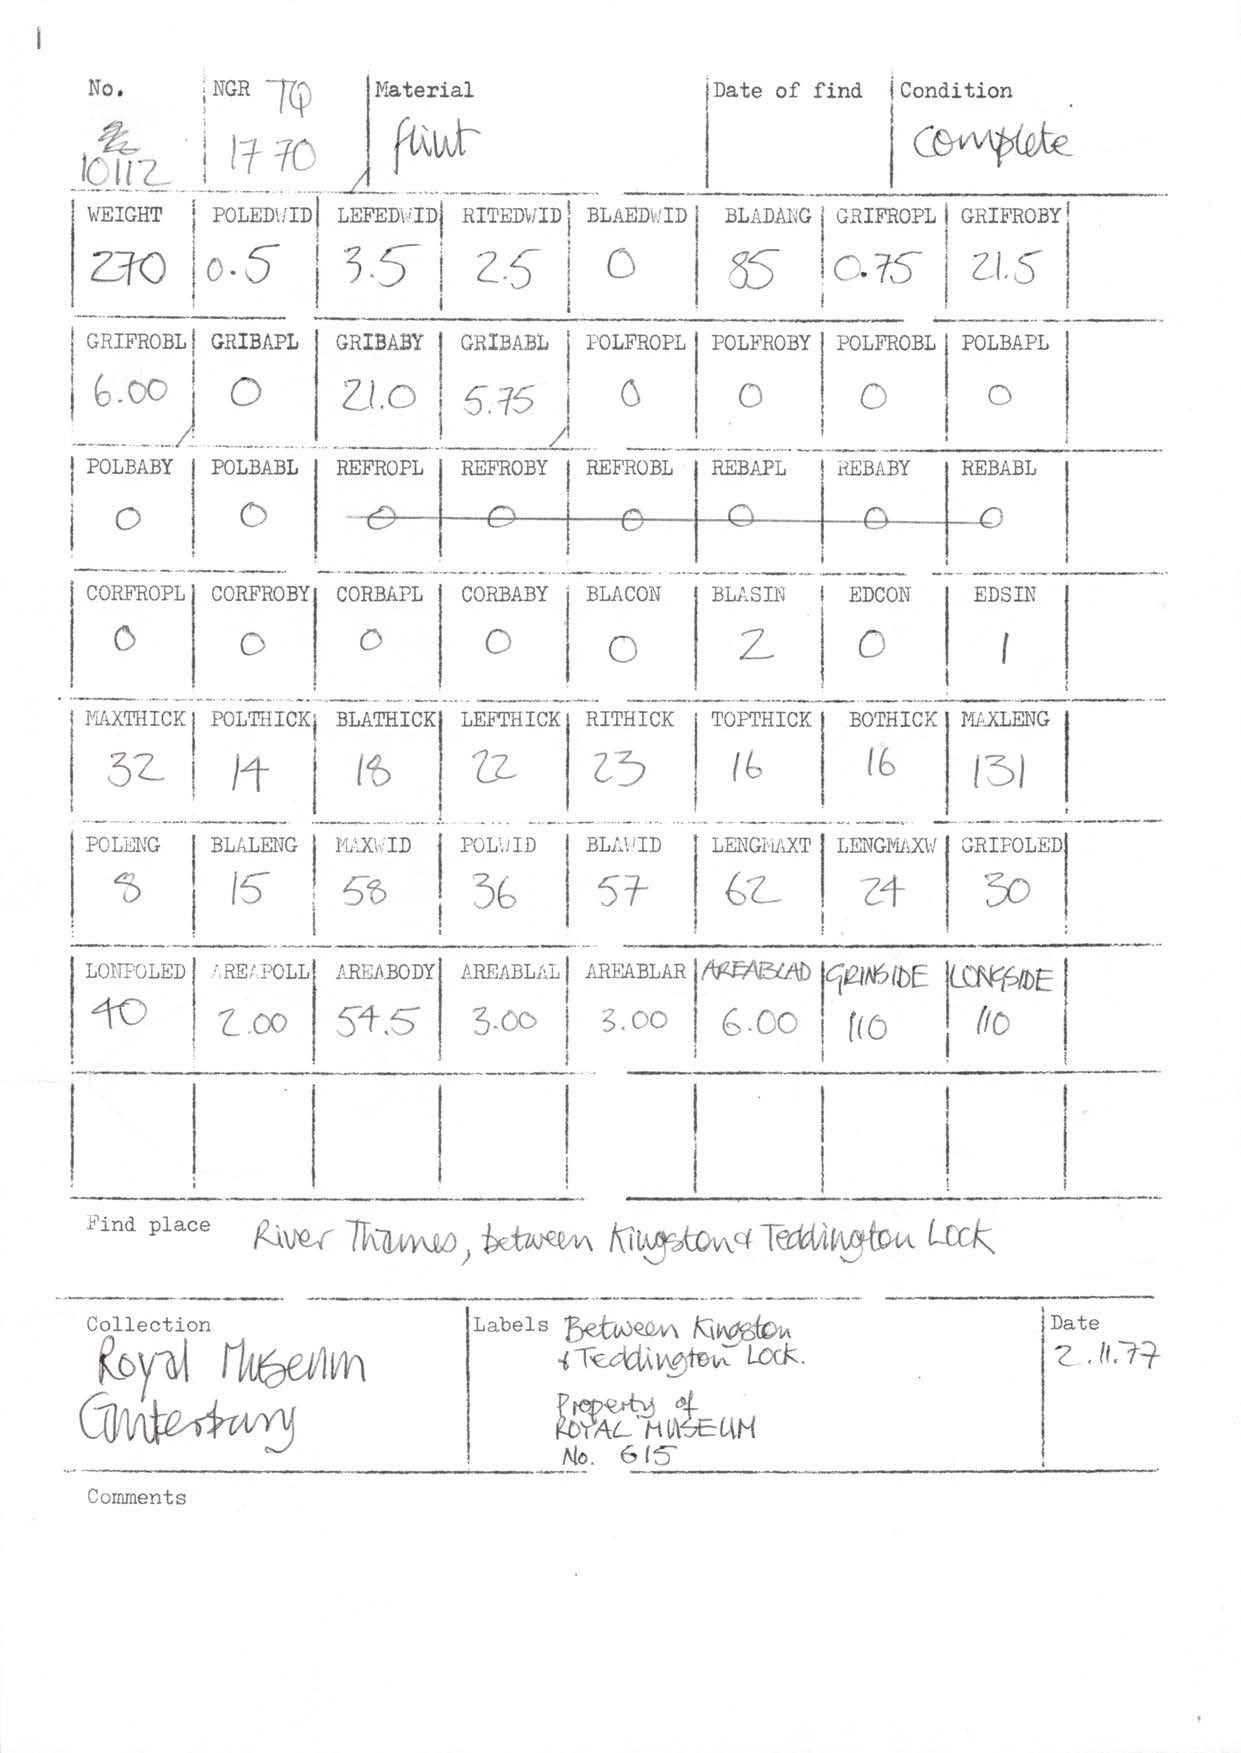 No. NGR TQ Material Date of find Condition
10112 1770 flint complete
WEIGHT POLEDWID LEFEDWID RITEDWID BLAEDWID BLADANG GRIFROPL GRIFROBY
270 0.5 3.5 2.5 0 85 0.75 21.5
GRIFROBL GRIBAPL GRIBABY GRIBABL POLFROPL POLFROBY POLFROBL POLBAPL
6.00 0 21.0 5.75 0 0 0 0
POLBABY POLBABL REFROPL REFROBY REFROBL REBAPL REBABY REBABL
0 0 0 0 0 0 0 0
CORFROPL CORFROBY CORBAPL CORBABY BLACON BLASIN EDCON EDSIN
0 0 0 0 0 2 0 1
MAXTHICK POLTHICK BLATHICK LEFTHICK RITHICK TOPTHICK BOTHICK MAXLENG
32 14 18 22 23 16 16 131
POLENG BLALENG MAXWID POLWID BLAWID LENGMAXT LENGMAXW GRIPOLED
8 15 58 36 57 62 24 30
LONPOLED AREAPOLL AREABODY AREABLAL AREABLAR AREABLAD GRINSIDE LONGSIDE
40 2.00 54.5 3.00 3.00 6.00 110 110
Find place River Thames, between Kingston & Teddington Lock
Collection Labels Between Kingston Date
Royal Museum & Teddington Lock. 2.11.77
Canterbury Property of
ROYAL MUSEUM
No. 615
Comments